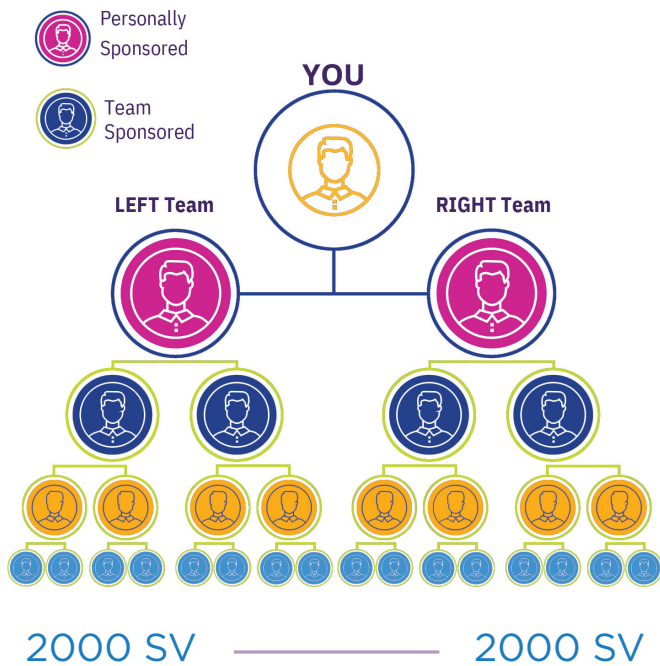 Personally
Sponsored
Team
Sponsored
YOU
LEFT Team
RIGHT Team
2000 SV
2000 SV